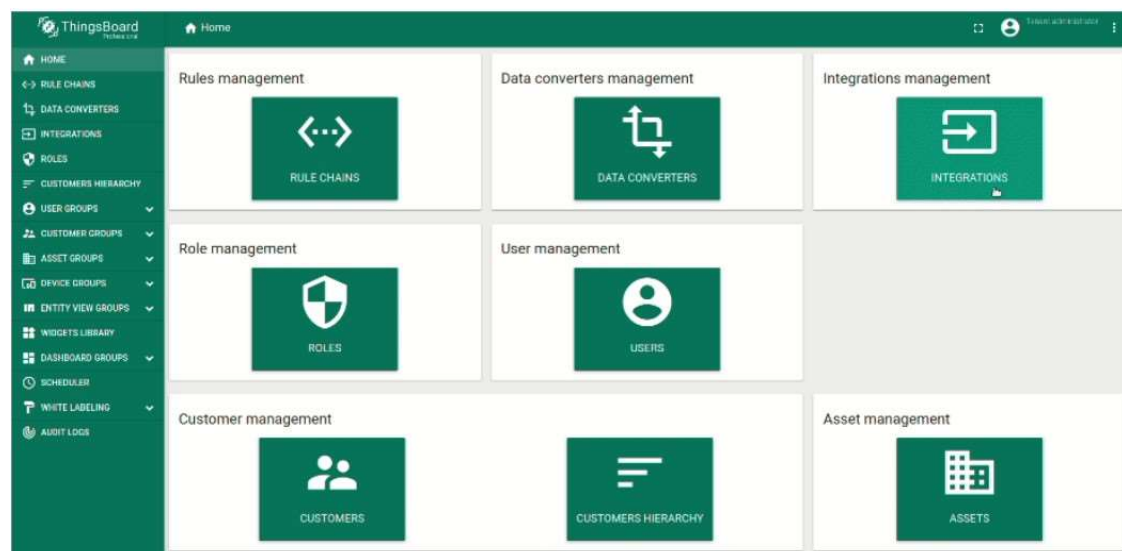 ThingsBoard
Home
HOME
RULE CHAINS
DATA CONVERTERS
INTEGRATIONS
ROLES
CUSTOMERS HIERARCHY
USER GROUPS
CUSTOMER GROUPS
ASSET GROUPS
DEVICE GROUPS
ENTITY VIEW GROUPS
WIDGETS LIBRARY
DASHBOARD GROUPS
SCHEDULER
WHITE LABELING
AUDIT LOGS
Tenant administrator
Rules management
RULE CHAINS
Data converters management
DATA CONVERTERS
Integrations management
INTEGRATIONS
Role management
ROLES
User management
USERS
Customer management
CUSTOMERS
CUSTOMERS HIERARCHY
Asset management
ASSETS